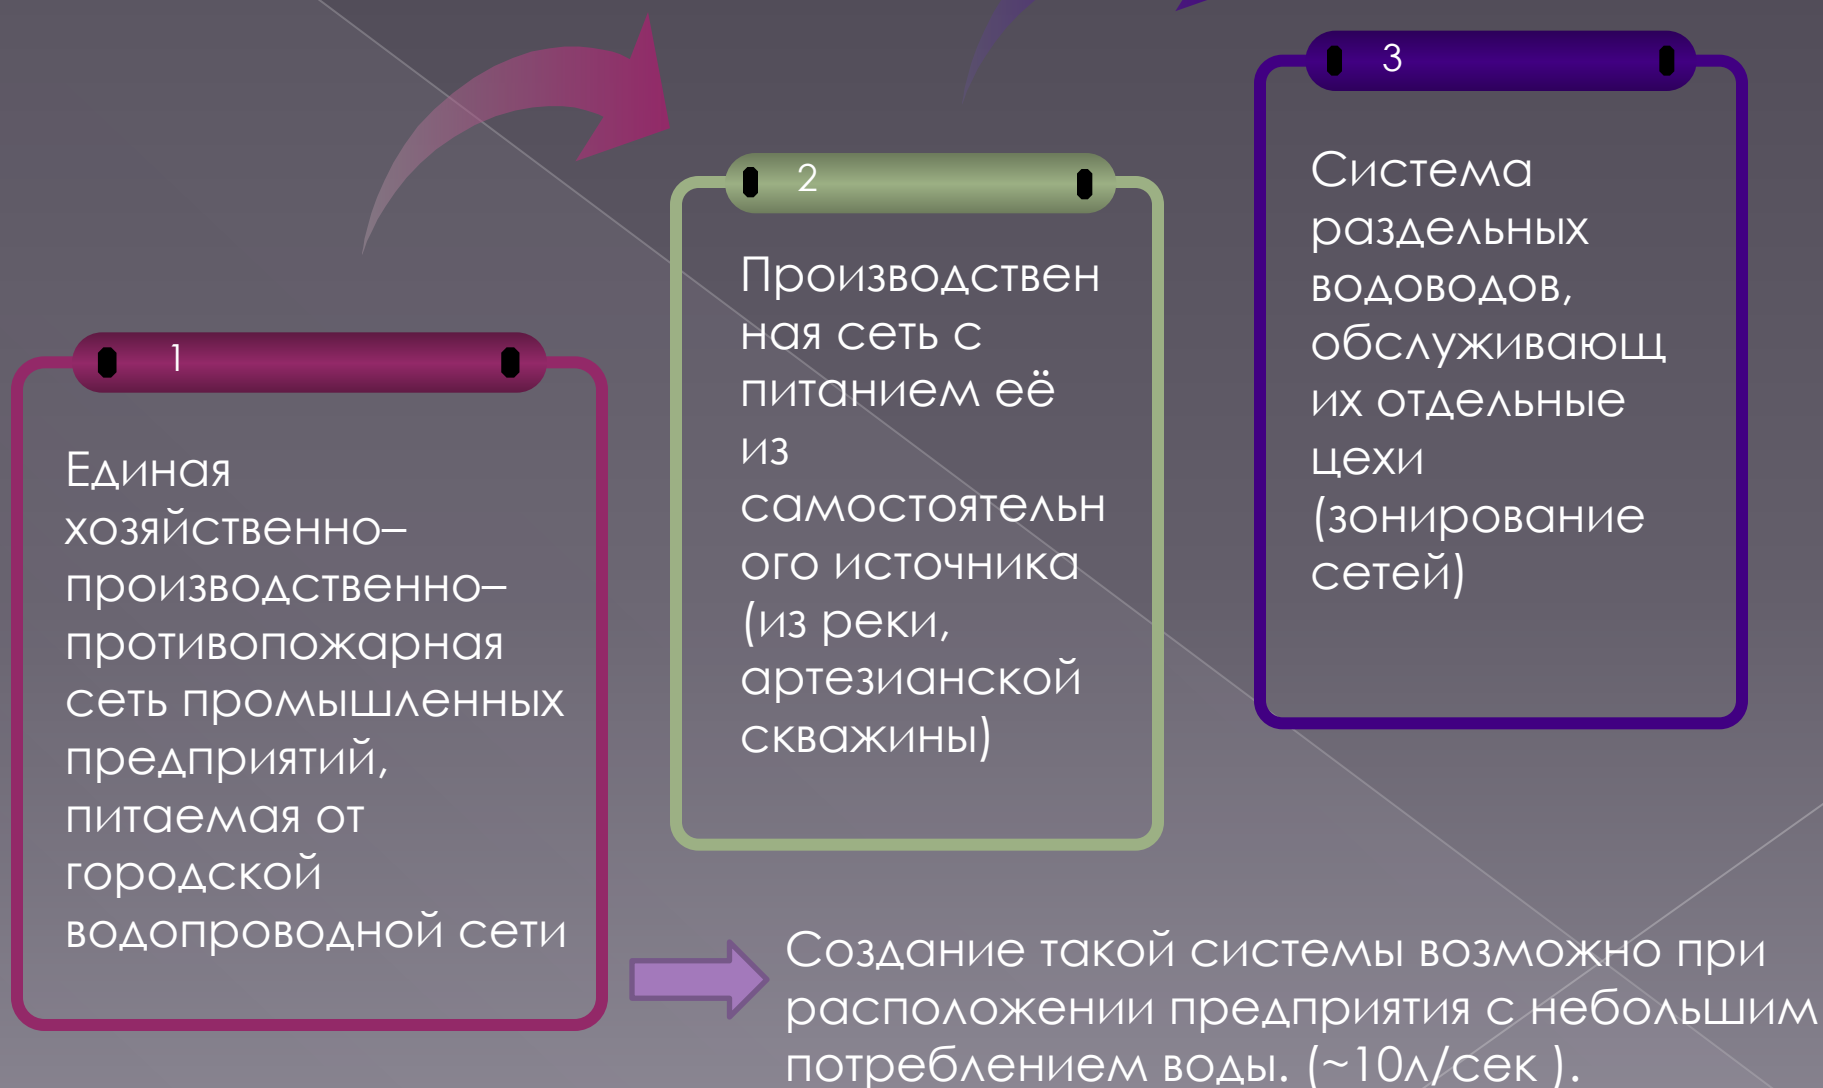 1
Единая
хозяйственно–
производственно–
противопожарная
сеть промышленных
предприятий,
питаемая от
городской
водопроводной сети
2
Производствен
ная сеть с
питанием её
из
самостоятельн
ого источника
(из реки,
артезианской
скважины)
3
Система
раздельных
водоводов,
обслуживающ
их отдельные
цехи
(зонирование
сетей)
Создание такой системы возможно при
расположении предприятия с небольшим
потреблением воды. (~10л/сек ).